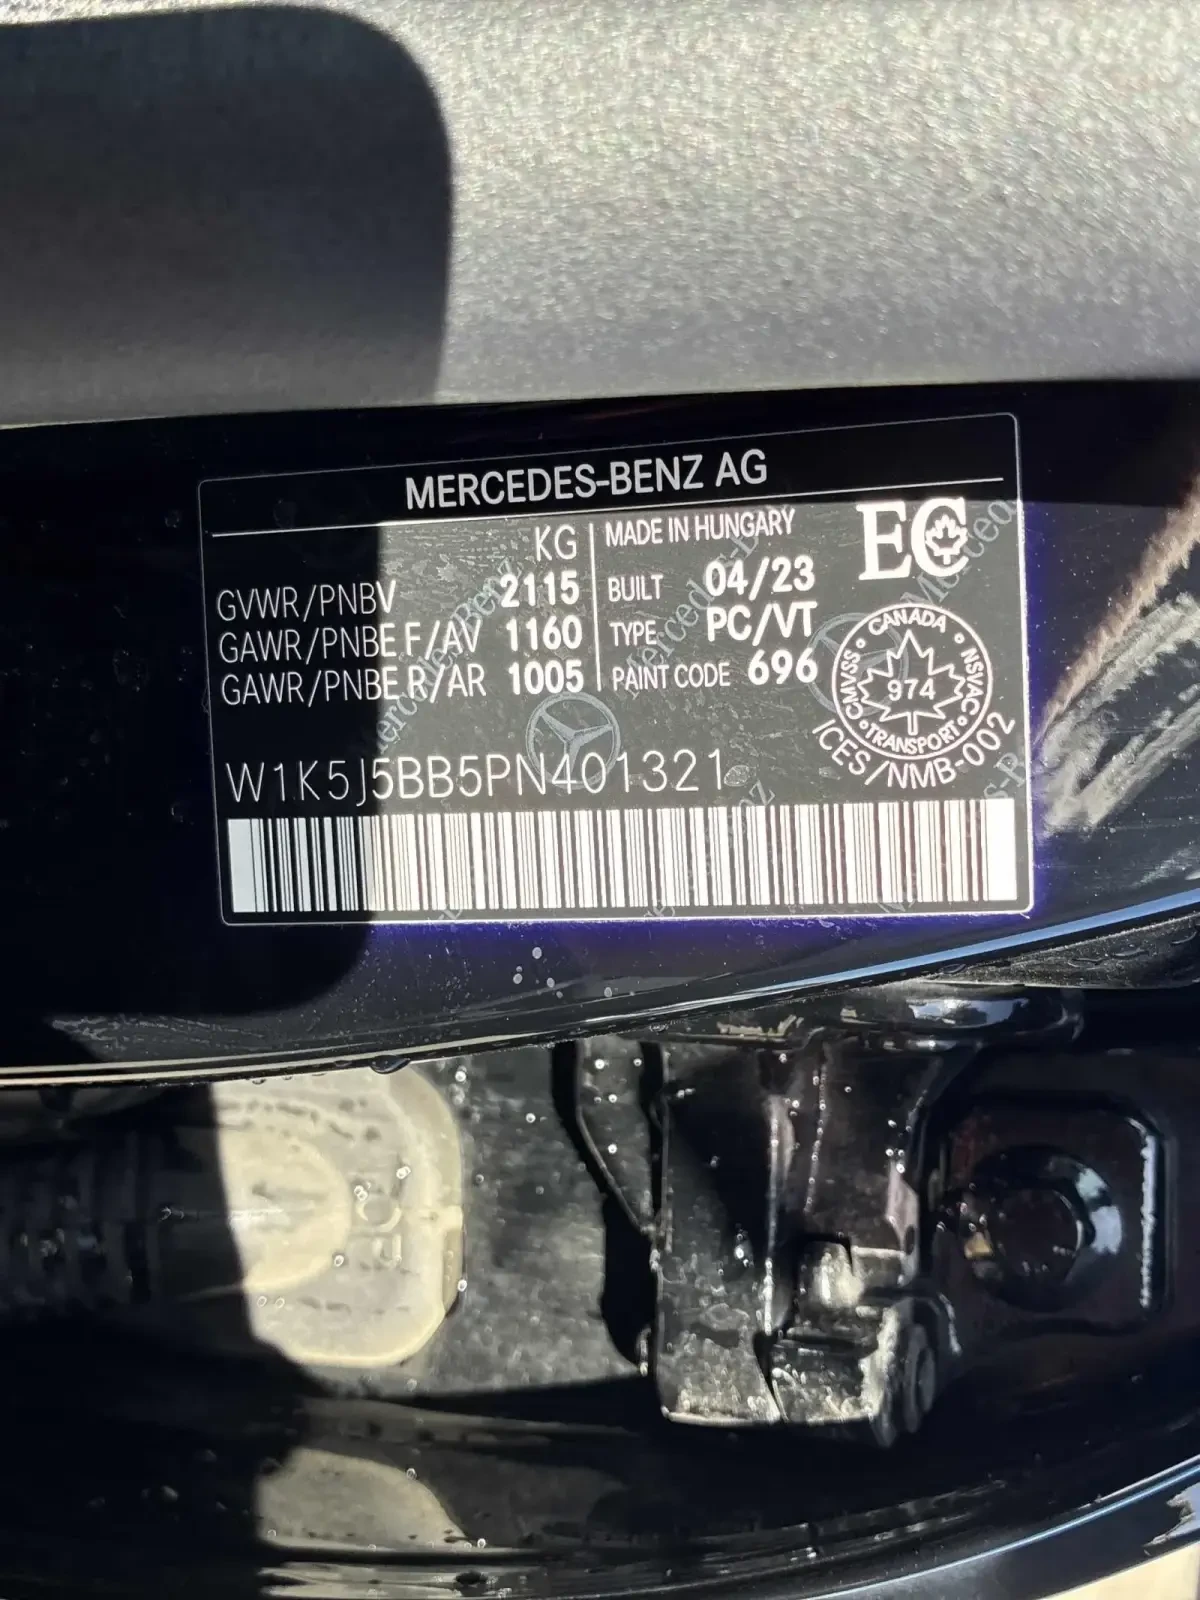 MERCEDES-BENZ AG
KG
GVWR/PNBV 2115
GAWR/PNBE F/AV 1160
GAWR/PNBE R/AR 1005
MADE IN HUNGARY
BUILT 04/23
TYPE PC/VT
PAINT CODE 696
EC
CANADA
CMVSS 974 NSVAC
TRANSPORT
ICES/NMB-002
W1K5J5BB5PN401321